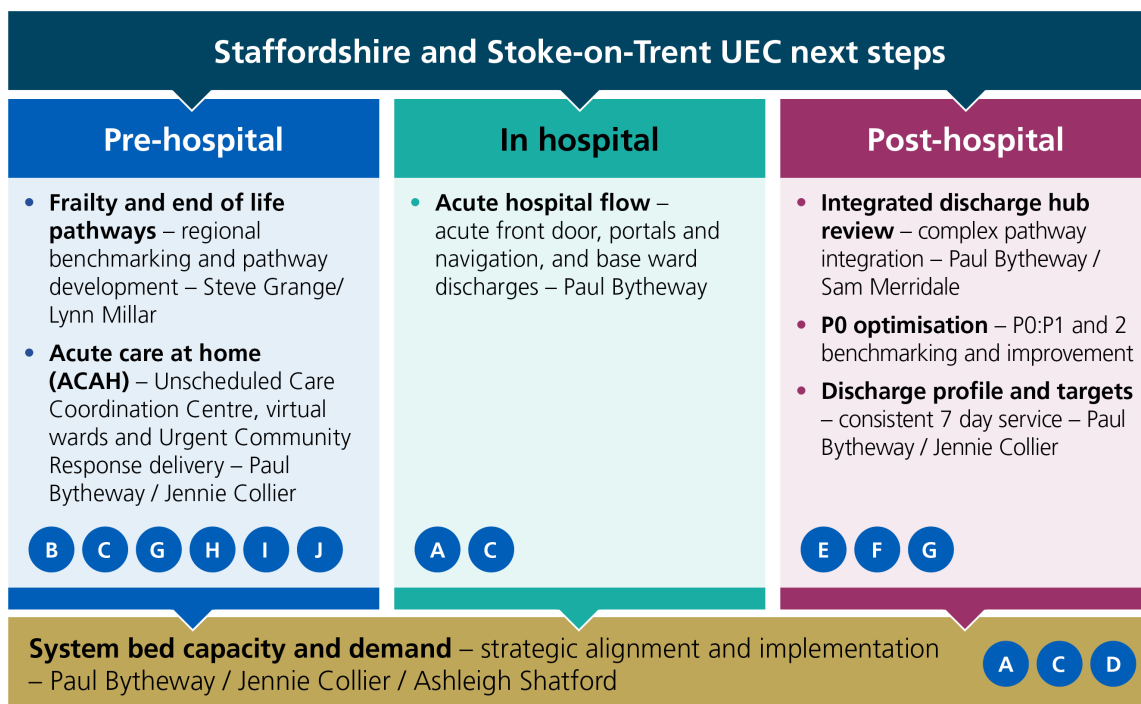 Staffordshire and Stoke-on-Trent UEC next steps
Pre-hospital
• Frailty and end of life
pathways – regional
benchmarking and pathway
development – Steve Grange/
Lynn Millar
• Acute care at home
(ACAH) – Unscheduled Care
Coordination Centre, virtual
wards and Urgent Community
Response delivery – Paul
Bytheway / Jennie Collier
B C G H I J
In hospital
• Acute hospital flow –
acute front door, portals and
navigation, and base ward
discharges – Paul Bytheway
A C
Post-hospital
• Integrated discharge hub
review – complex pathway
integration – Paul Bytheway /
Sam Merridale
• P0 optimisation – P0:P1 and 2
benchmarking and improvement
• Discharge profile and targets
– consistent 7 day service – Paul
Bytheway / Jennie Collier
E F G
System bed capacity and demand – strategic alignment and implementation
– Paul Bytheway / Jennie Collier / Ashleigh Shatford
A C D